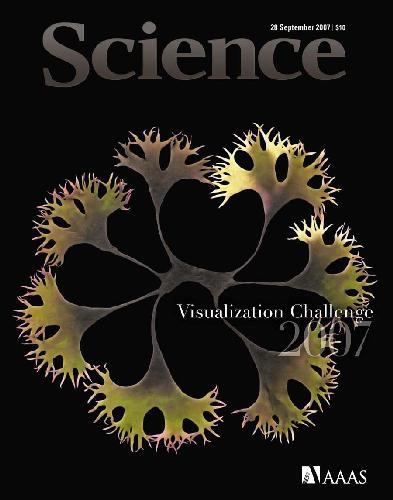 28 September 2007 | $10
Science
Visualization Challenge
2007
AAAS